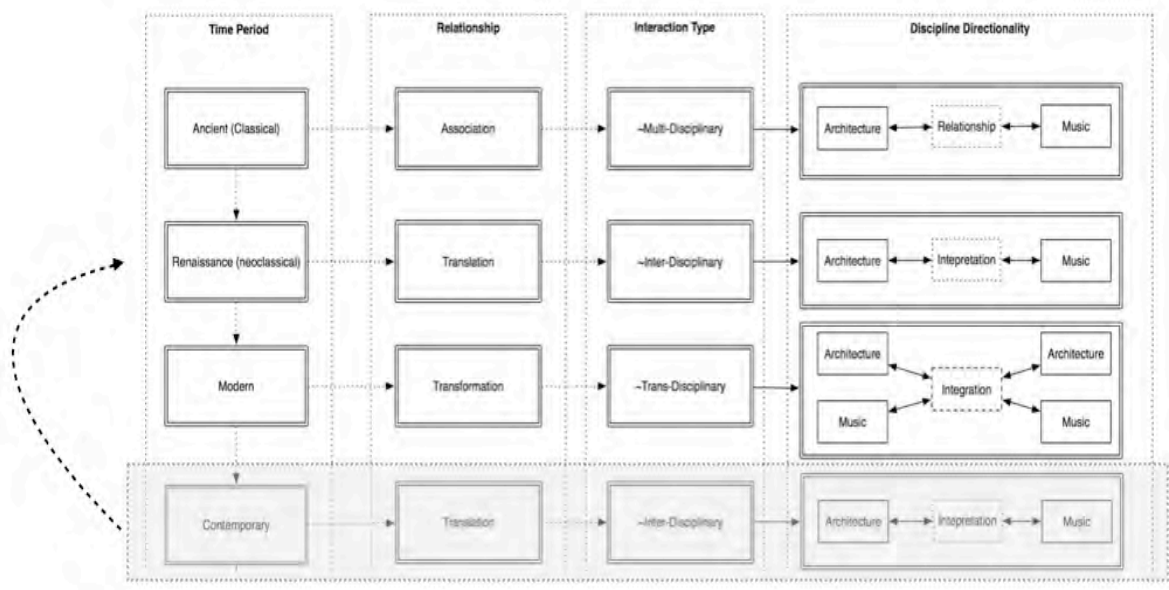 Time Period
Relationship
Interaction Type
Discipline Directionality
Ancient (Classical)
Association
~Multi-Disciplinary
Architecture
Relationship
Music
Renaissance (neoclassical)
Translation
~Inter-Disciplinary
Architecture
Intepretation
Music
Modern
Transformation
~Trans-Disciplinary
Architecture
Architecture
Integration
Music
Music
Contemporary
Translation
~Inter-Disciplinary
Architecture
Intepretation
Music